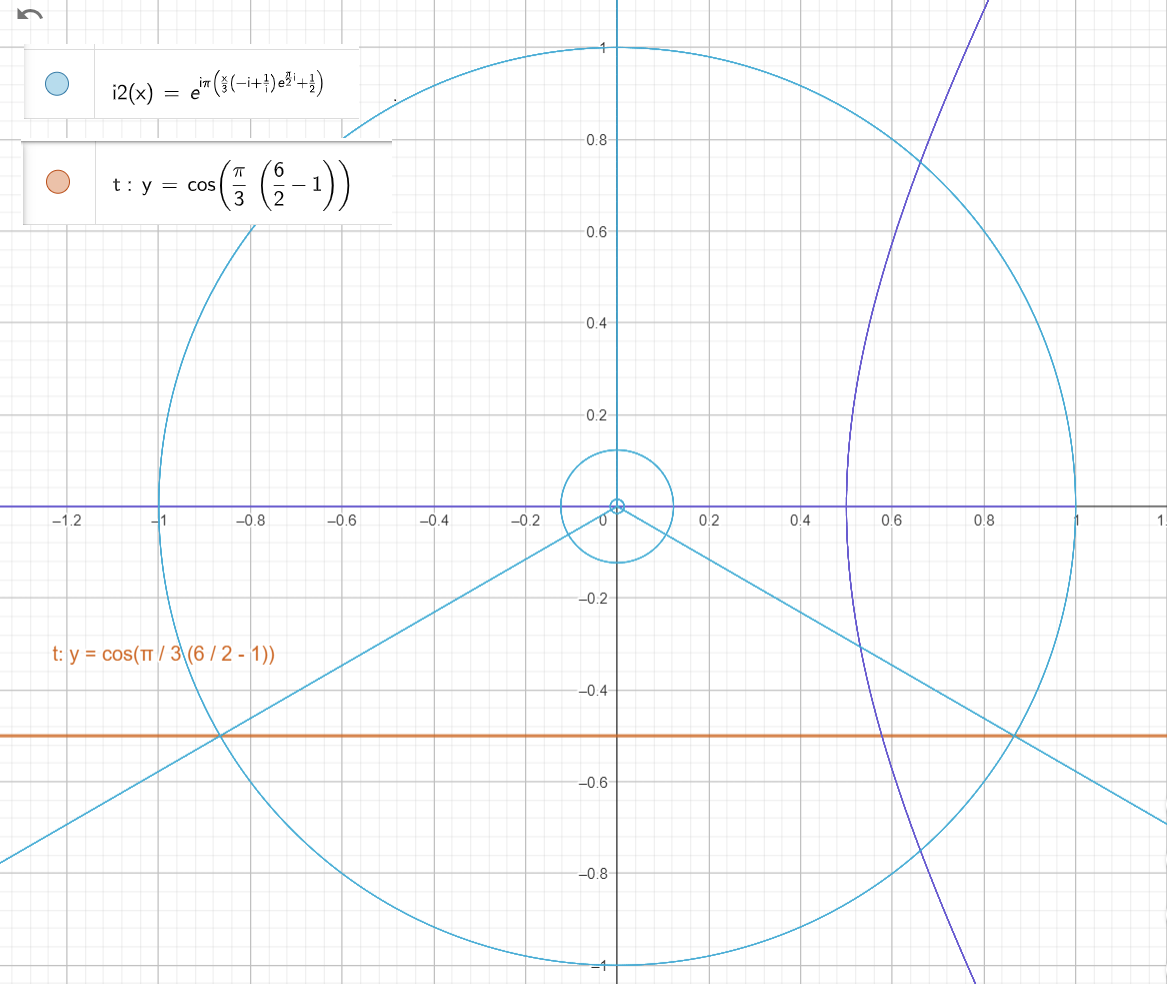 i2(x) = e^{iπ(x/3(−i+1/i)e^{π/2 i}+1/2)}
t : y = cos(π/3 (6/2 − 1))
1
0.8
0.6
0.4
0.2
−1.2 −1 −0.8 −0.6 −0.4 −0.2 0 0.2 0.4 0.6 0.8 1 1.
−0.2
t: y = cos(π / 3 (6 / 2 - 1))
−0.4
−0.6
−0.8
−1